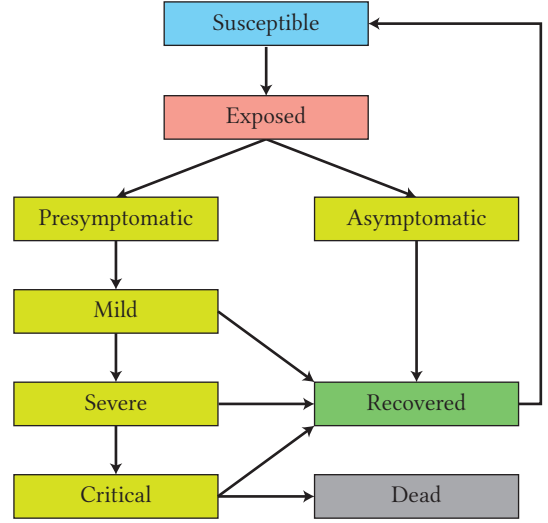 Susceptible
Exposed
Presymptomatic
Asymptomatic
Mild
Severe
Recovered
Critical
Dead